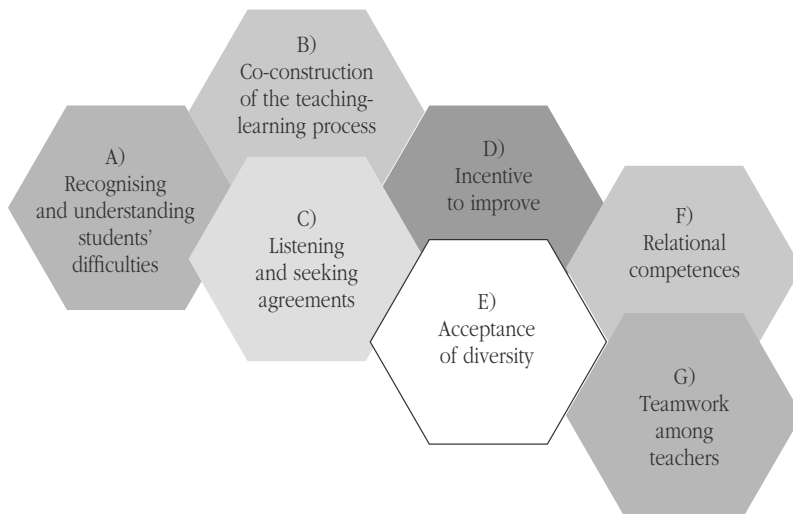 A)
Recognising
and understanding
students’
difficulties
B)
Co-construction
of the teaching-
learning process
C)
Listening
and seeking
agreements
D)
Incentive
to improve
E)
Acceptance
of diversity
F)
Relational
competences
G)
Teamwork
among
teachers